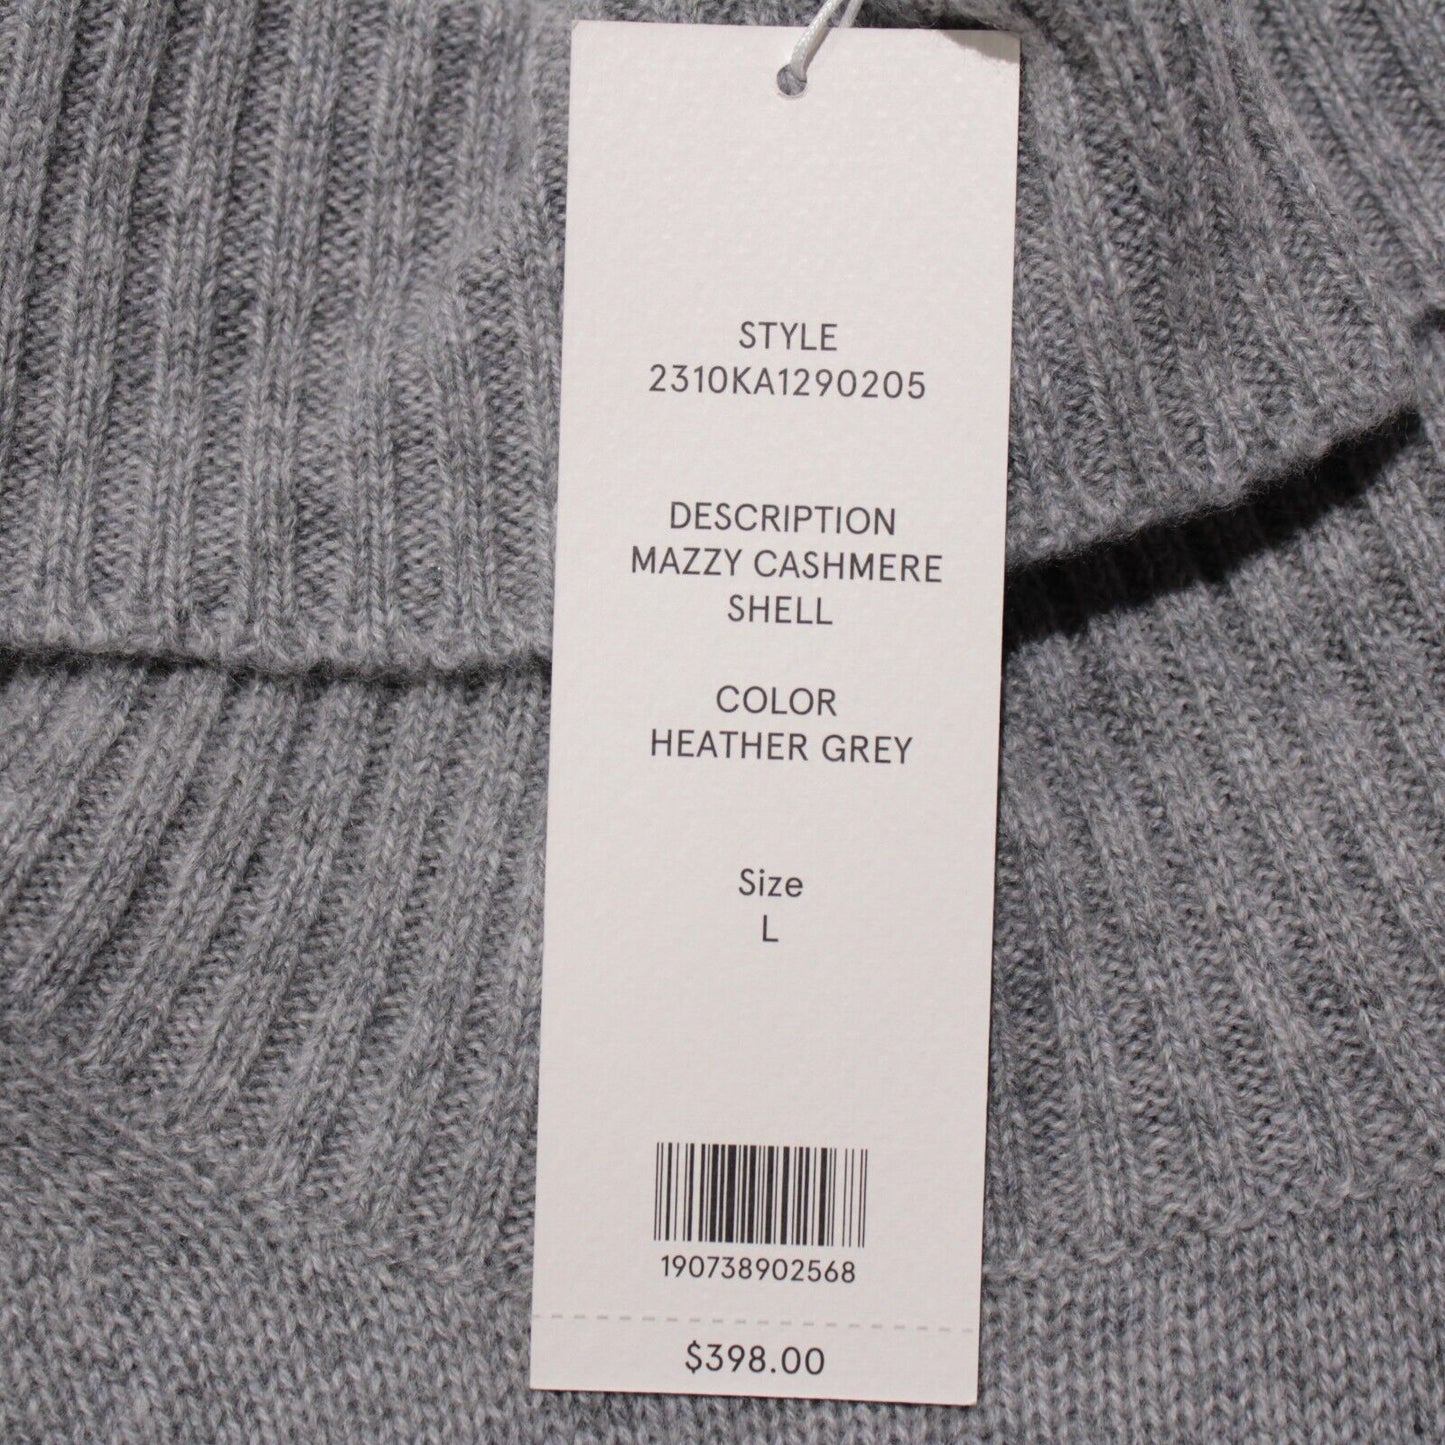 STYLE
2310KA1290205
DESCRIPTION
MAZZY CASHMERE
SHELL
COLOR
HEATHER GREY
Size
L
190738902568
$398.00